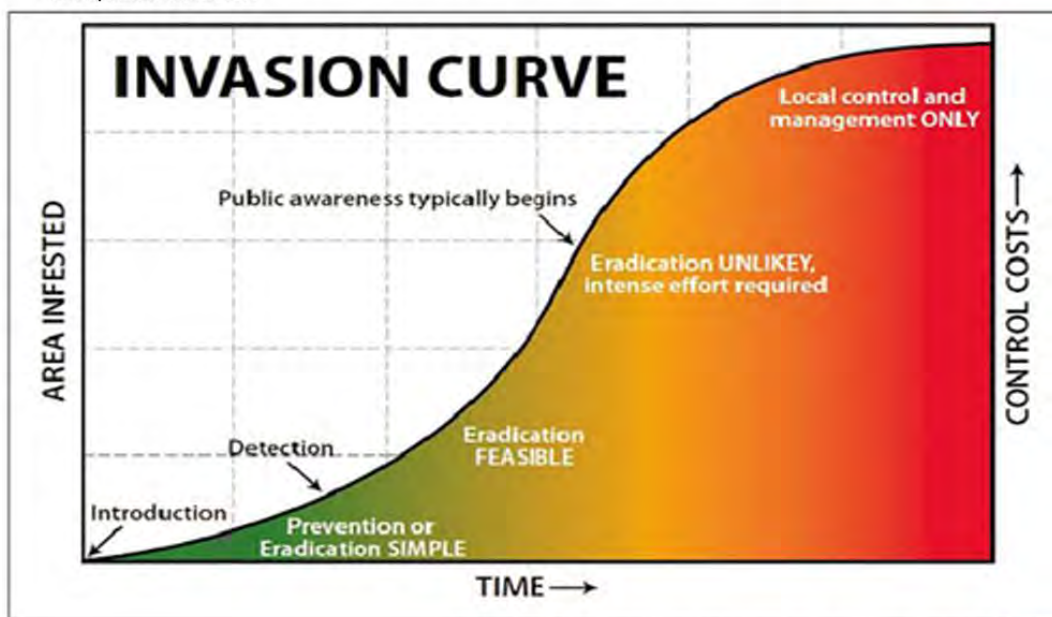 INVASION CURVE
Local control and
management ONLY
Public awareness typically begins
Eradication UNLIKEY,
intense effort required
Eradication
FEASIBLE
Detection
Introduction
Prevention or
Eradication SIMPLE
AREA INFESTED
CONTROL COSTS
TIME